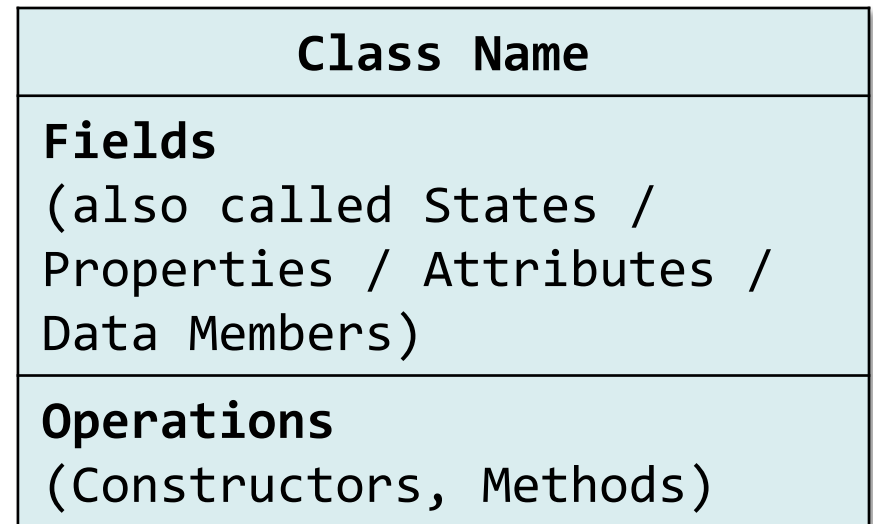 Class Name
Fields
(also called States /
Properties / Attributes /
Data Members)
Operations
(Constructors, Methods)